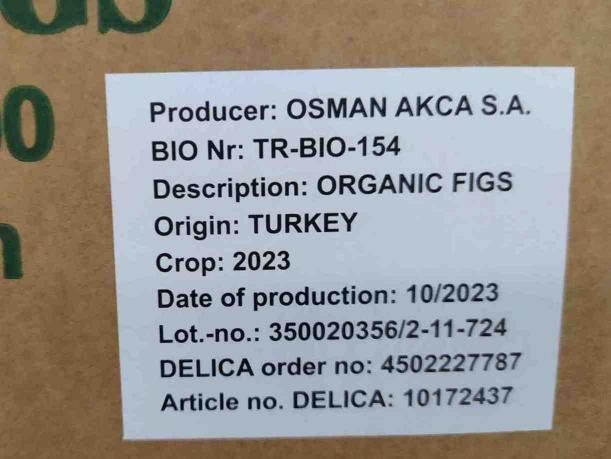 Producer: OSMAN AKCA S.A.
BIO Nr: TR-BIO-154
Description: ORGANIC FIGS
Origin: TURKEY
Crop: 2023
Date of production: 10/2023
Lot.-no.: 350020356/2-11-724
DELICA order no: 4502227787
Article no. DELICA: 10172437